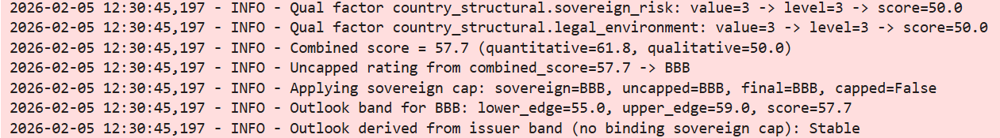 2026-02-05 12:30:45,197 - INFO - Qual factor country_structural.sovereign_risk: value=3 -> level=3 -> score=50.0
2026-02-05 12:30:45,197 - INFO - Qual factor country_structural.legal_environment: value=3 -> level=3 -> score=50.0
2026-02-05 12:30:45,197 - INFO - Combined score = 57.7 (quantitative=61.8, qualitative=50.0)
2026-02-05 12:30:45,197 - INFO - Uncapped rating from combined_score=57.7 -> BBB
2026-02-05 12:30:45,197 - INFO - Applying sovereign cap: sovereign=BBB, uncapped=BBB, final=BBB, capped=False
2026-02-05 12:30:45,197 - INFO - Outlook band for BBB: lower_edge=55.0, upper_edge=59.0, score=57.7
2026-02-05 12:30:45,197 - INFO - Outlook derived from issuer band (no binding sovereign cap): Stable